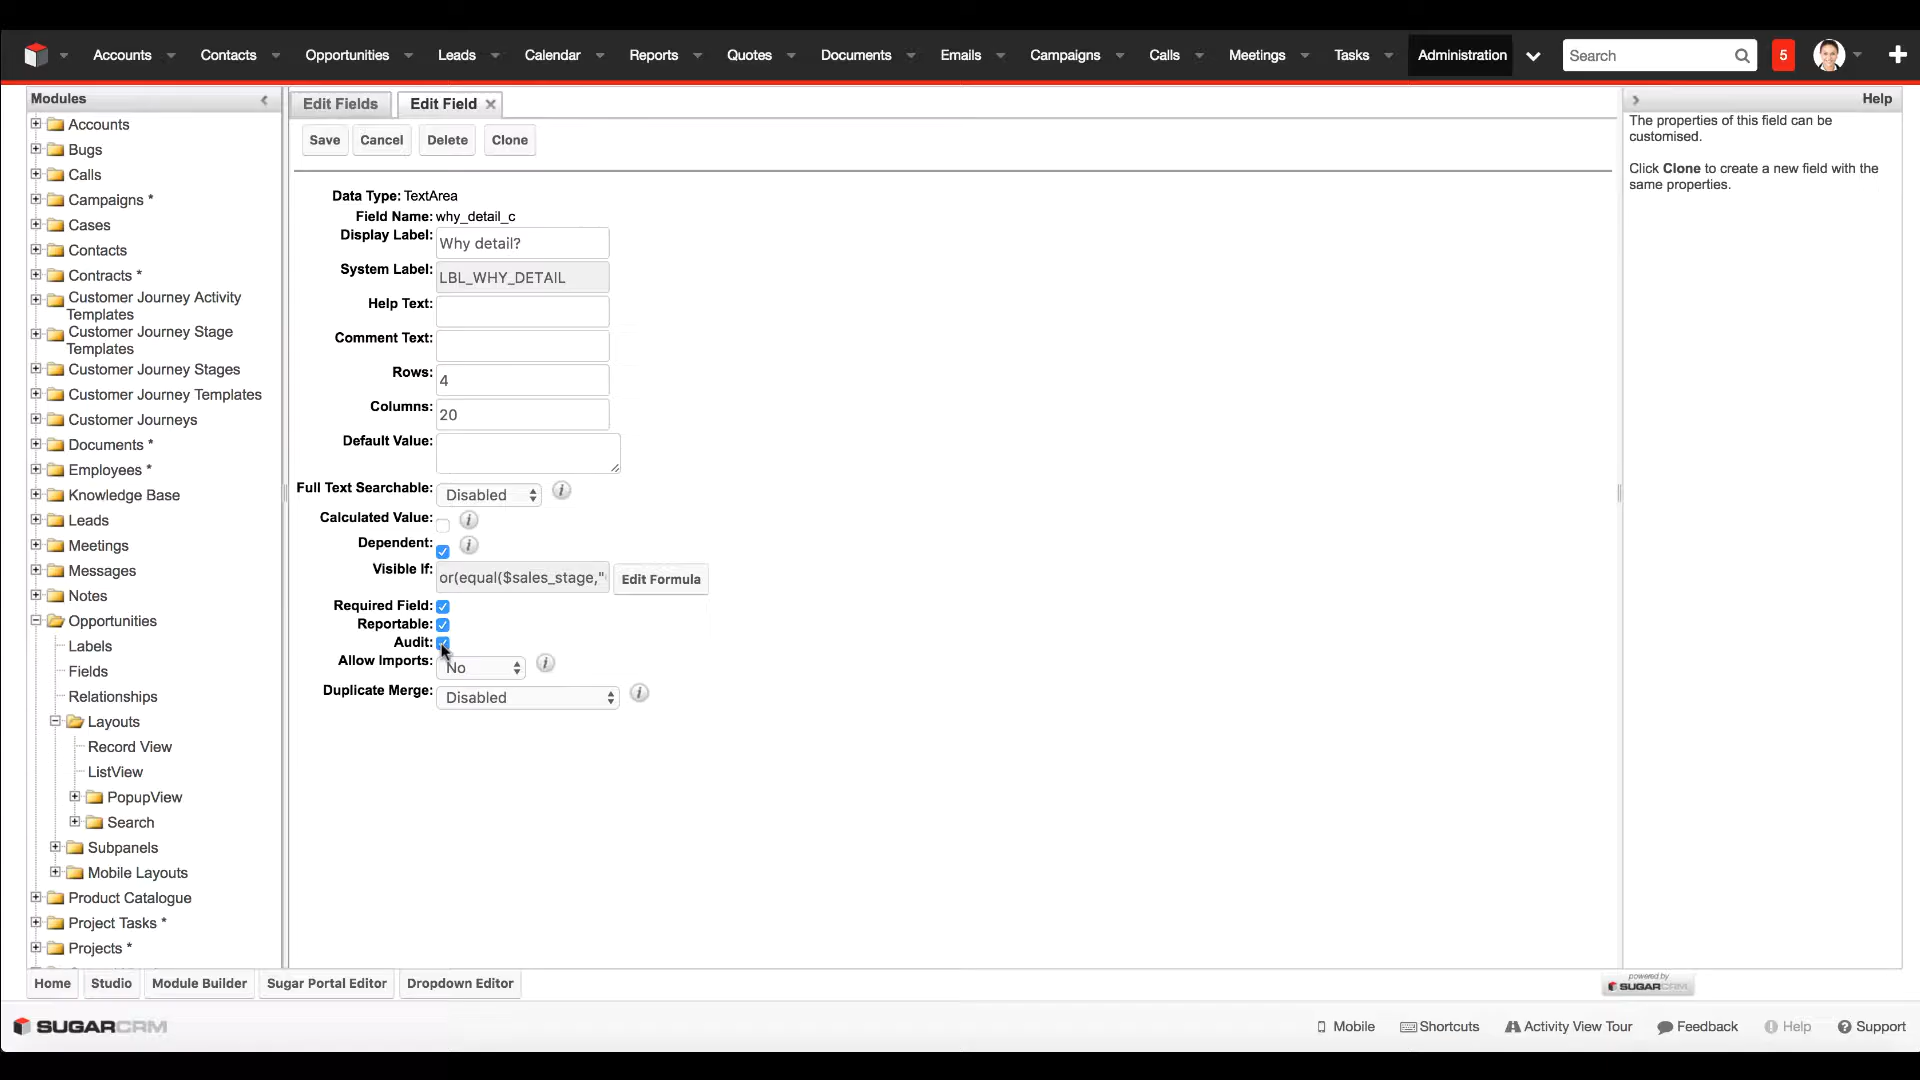 Accounts Contacts Opportunities Leads Calendar Reports Quotes Documents Emails Campaigns Calls Meetings Tasks Administration Search 5
Modules
Accounts
Bugs
Calls
Campaigns *
Cases
Contacts
Contracts *
Customer Journey Activity
Templates
Customer Journey Stage
Templates
Customer Journey Stages
Customer Journey Templates
Customer Journeys
Documents *
Employees *
Knowledge Base
Leads
Meetings
Messages
Notes
Opportunities
Labels
Fields
Relationships
Layouts
Record View
ListView
PopupView
Search
Subpanels
Mobile Layouts
Product Catalogue
Project Tasks *
Projects *
Edit Fields Edit Field
Save Cancel Delete Clone
Data Type: TextArea
Field Name: why_detail_c
Display Label: Why detail?
System Label: LBL_WHY_DETAIL
Help Text:
Comment Text:
Rows: 4
Columns: 20
Default Value:
Full Text Searchable: Disabled
Calculated Value:
Dependent:
Visible If: or(equal($sales_stage," Edit Formula
Required Field:
Reportable:
Audit:
Allow Imports: No
Duplicate Merge: Disabled
Help
The properties of this field can be
customised.
Click Clone to create a new field with the
same properties.
Home Studio Module Builder Sugar Portal Editor Dropdown Editor
powered by
SUGARCRM
SUGARCRM
Mobile Shortcuts Activity View Tour Feedback Help Support